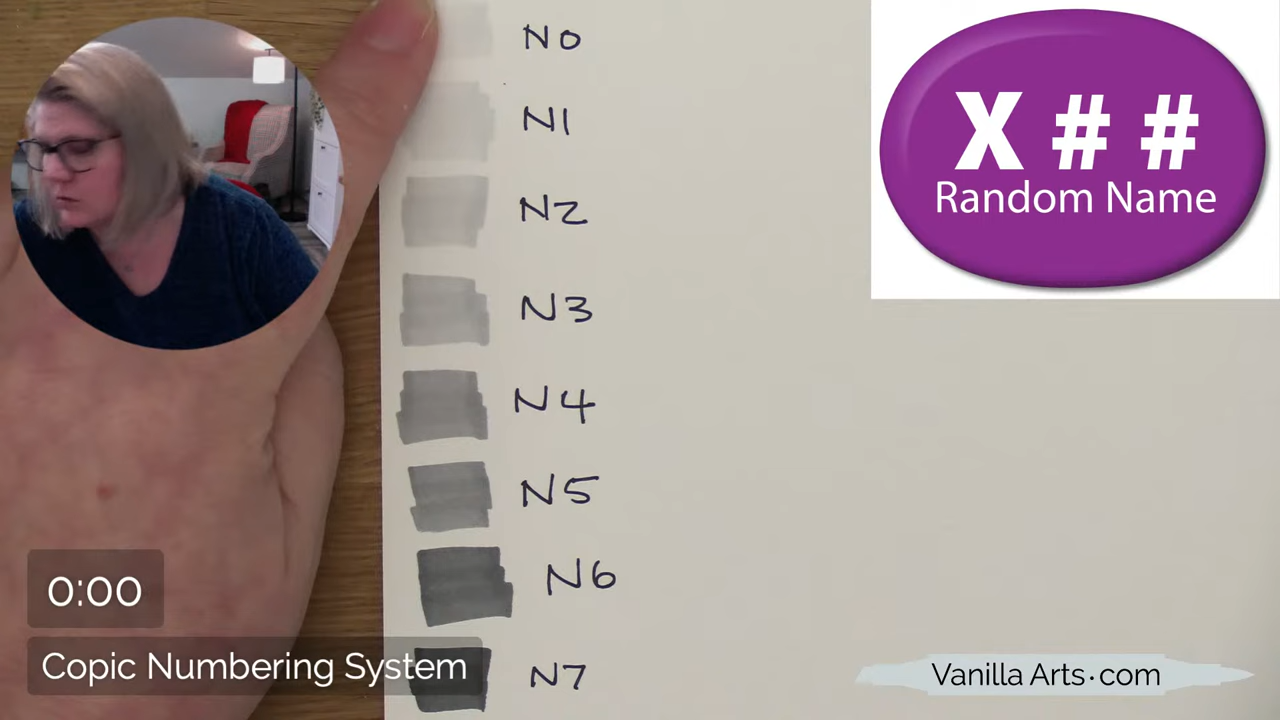 N0
N1
N2
N3
N4
N5
N6
N7
X # #
Random Name
0:00
Copic Numbering System
Vanilla Arts•com